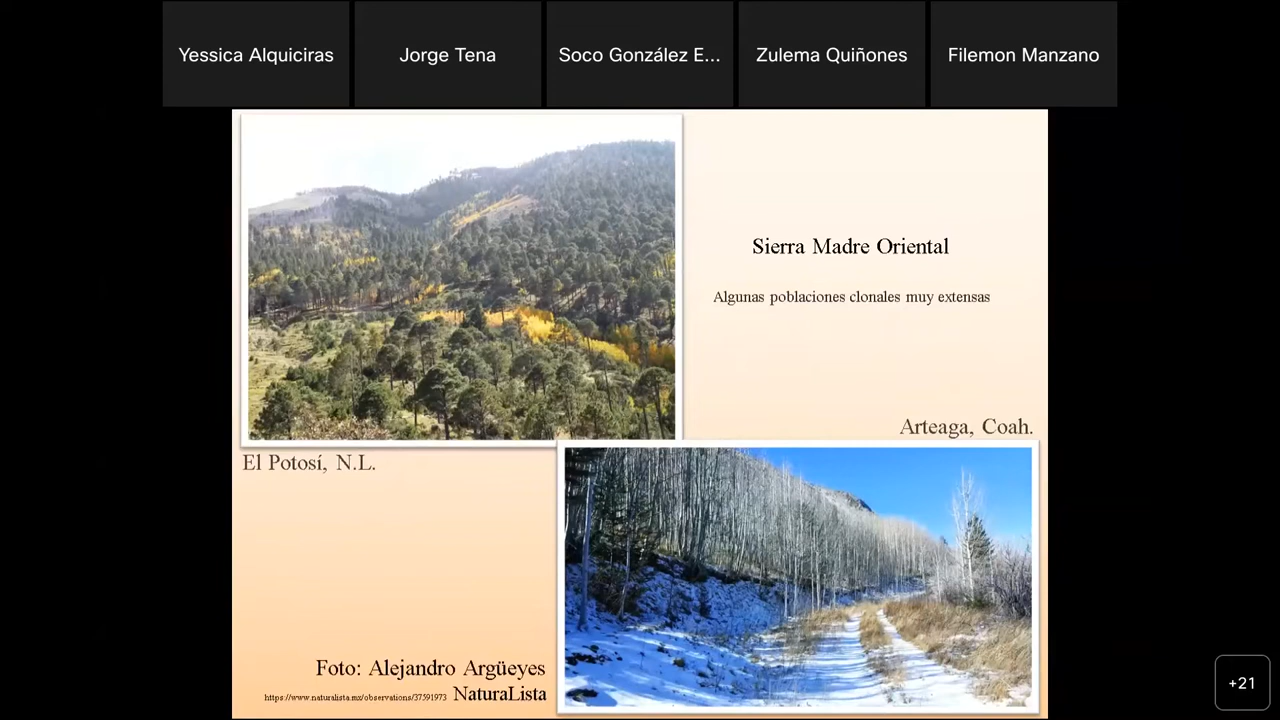 Yessica Alquiciras
Jorge Tena
Soco González E...
Zulema Quiñones
Filemon Manzano
Sierra Madre Oriental
Algunas poblaciones clonales muy extensas
Arteaga, Coah.
El Potosí, N.L.
Foto: Alejandro Argüeyes
https://www.naturalista.mx/observations/37591973 NaturaLista
+21